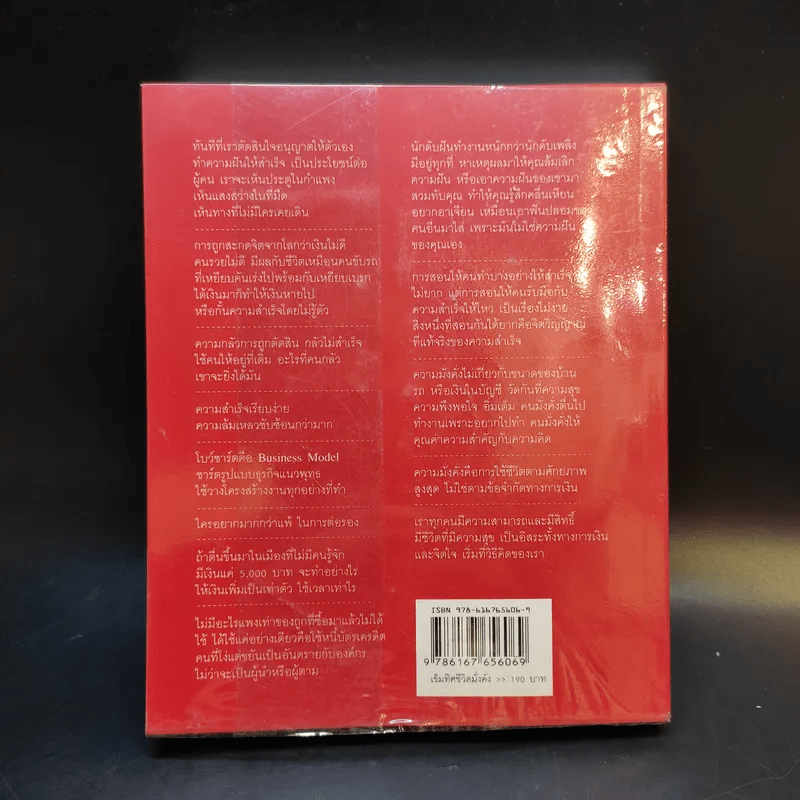 ทันทีที่เราตัดสินใจอนุญาตให้ตัวเอง
ทำความฝันให้สำเร็จ เป็นประโยชน์ต่อ
ผู้คน เราจะเห็นประตูในกำแพง
เห็นแสงสว่างในที่มืด
เห็นทางที่ไม่มีใครเคยเดิน
การถูกสะกดจิตจากโลกว่าเงินไม่ดี
คนรวยไม่ดี มีผลกับชีวิตเหมือนคนขับรถ
ที่เหยียบคันเร่งไปพร้อมกับเหยียบเบรก
ได้เงินมาก็ทำให้เงินหายไป
หรือกันความสำเร็จโดยไม่รู้ตัว
ความกลัวการถูกตัดสิน กลัวไม่สำเร็จ
ใช้คนให้อยู่ที่เดิม อะไรที่คนกลัว
เขาจะยิ่งได้มัน
ความสำเร็จเรียบง่าย
ความล้มเหลวซับซ้อนกว่ามาก
โบว์ชาร์ตคือ Business Model
ชาร์ตรูปแบบธุรกิจแนวพุทธ
ใช้วางโครงสร้างงานทุกอย่างที่ทำ
ใครอยากมากกว่าแพ้ ในการต่อรอง
ถ้าตื่นขึ้นมาในเมืองที่ไม่มีคนรู้จัก
มีเงินแค่ 5,000 บาท จะทำอย่างไร
ให้เงินเพิ่มเป็นเท่าตัว ใช้เวลาเท่าไร
ไม่มีอะไรแพงเท่าของถูกที่ซื้อมาแล้วไม่ได้
ใช้ ได้ใช้แค่อย่างเดียวคือใช้หนี้บัตรเครดิต
คนที่โง่แต่ขยันเป็นอันตรายกับองค์กร
ไม่ว่าจะเป็นผู้นำหรือผู้ตาม
นักดับฝันทำงานหนักกว่านักดับเพลิง
มีอยู่ทุกที่ หาเหตุผลมาให้คุณล้มเลิก
ความฝัน หรือเอาความฝันของเขามา
สวมทับคุณ ทำให้คุณรู้สึกคลื่นเหียน
อยากอาเจียน เหมือนเอาฟันปลอมของ
คนอื่นมาใส่ เพราะมันไม่ใช่ความฝัน
ของคุณเอง
การสอนให้คนทำบางอย่างให้สำเร็จ
ไม่ยาก แต่การสอนให้คนรับมือกับ
ความสำเร็จให้ไหว เป็นเรื่องไม่ง่าย
สิ่งหนึ่งที่สอนกันได้ยากคือจิตวิญญาณ
ที่แท้จริงของความสำเร็จ
ความมั่งคั่งไม่เกี่ยวกับขนาดของบ้าน
รถ หรือเงินในบัญชี วัดกันที่ความสุข
ความพึงพอใจ อิ่มเต็ม คนมั่งคั่งตื่นไป
ทำงานเพราะอยากไปทำ คนมั่งคั่งให้
คุณค่าความสำคัญกับความคิด
ความมั่งคั่งคือการใช้ชีวิตตามศักยภาพ
สูงสุด ไม่ใช่ตามข้อจำกัดทางการเงิน
เราทุกคนมีความสามารถและมีสิทธิ์
มีชีวิตที่มีความสุข เป็นอิสระทั้งทางการเงิน
และจิตใจ เริ่มที่วิธีคิดของเรา
ISBN 978-616765606-9
9 786167 656069
เข็มทิศชีวิตมั่งคั่ง >> 190 บาท